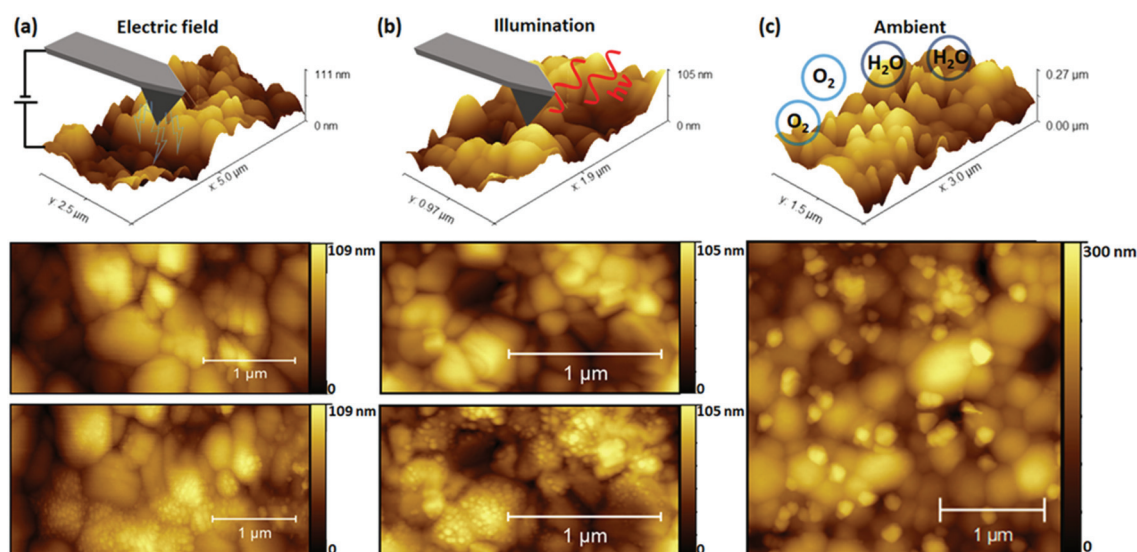 (a) Electric field
111 nm
0 nm
x: 5.0 µm
y: 2.5 µm
109 nm
1 µm
0
109 nm
1 µm
0
(b) Illumination
hν
105 nm
0 nm
x: 1.9 µm
y: 0.97 µm
105 nm
1 µm
0
105 nm
1 µm
0
(c) Ambient
O2
H2O
H2O
O2
0.27 µm
0.00 µm
x: 3.0 µm
y: 1.5 µm
300 nm
1 µm
0